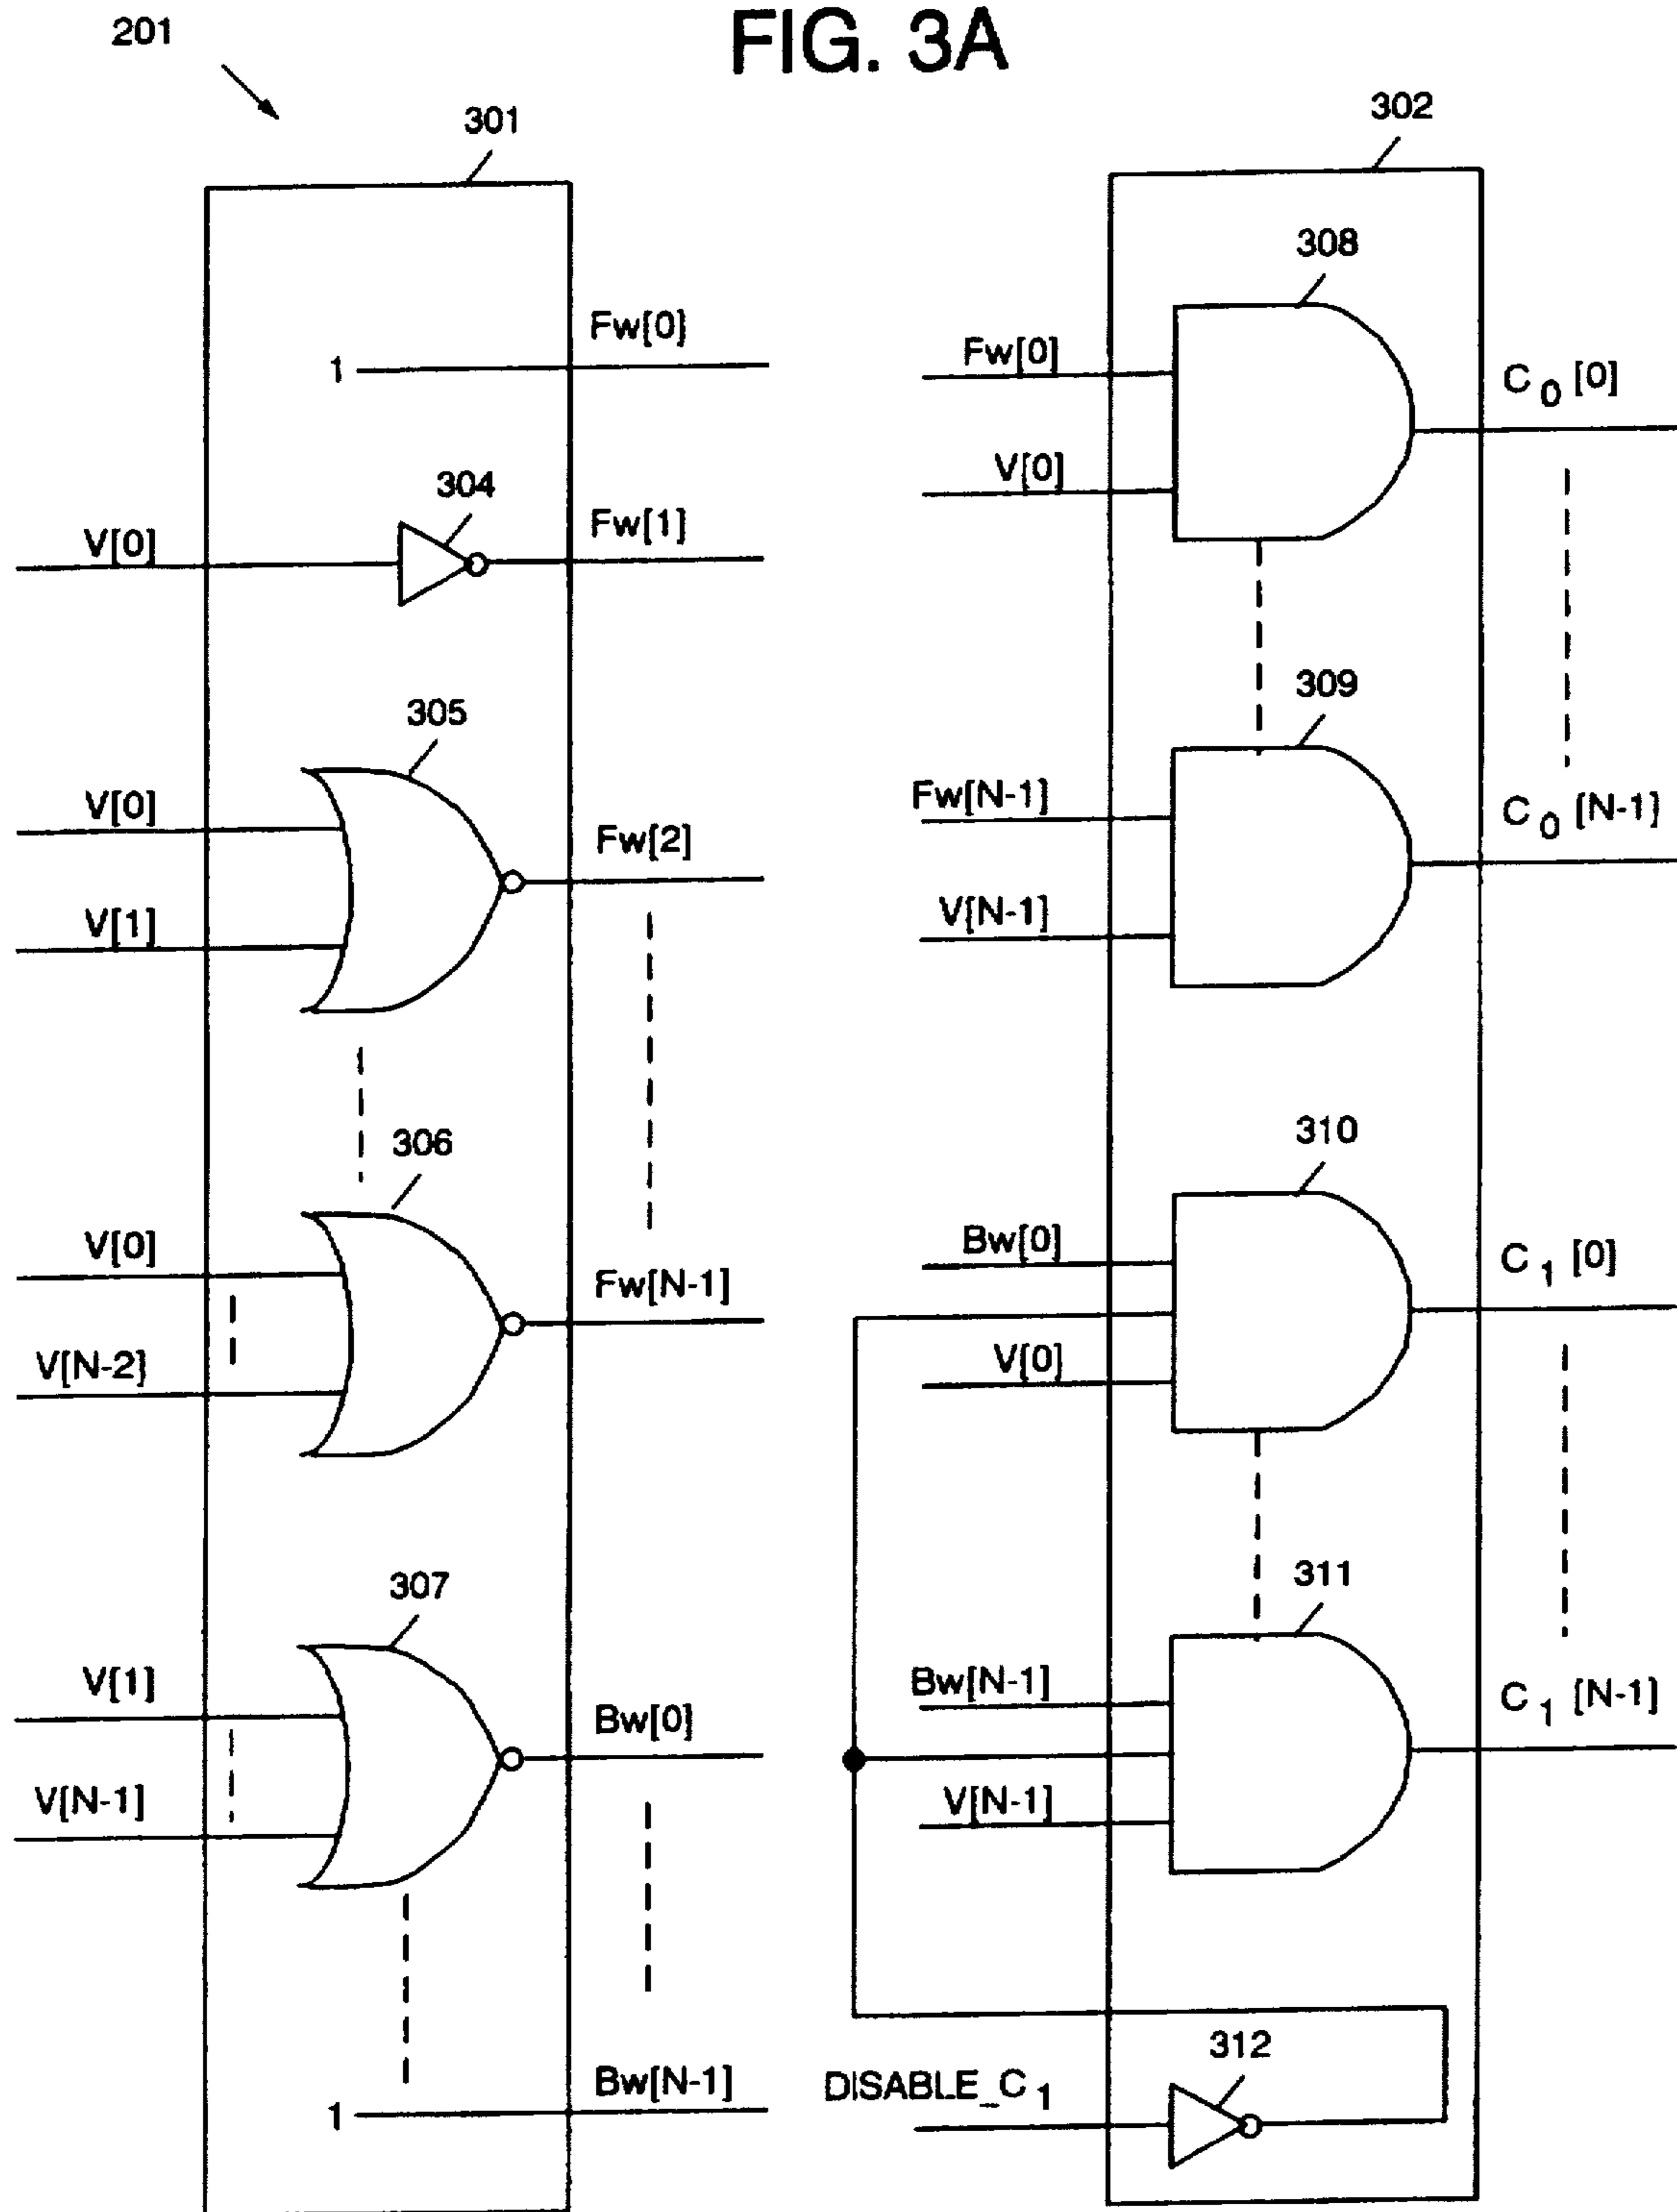 FIG. 3A
201
301
302
1
Fw[0]
V[0]
304
Fw[1]
305
V[0]
V[1]
Fw[2]
306
V[0]
V[N-2]
Fw[N-1]
307
V[1]
V[N-1]
Bw[0]
1
Bw[N-1]
308
Fw[0]
V[0]
C0 [0]
309
Fw[N-1]
V[N-1]
C0 [N-1]
310
Bw[0]
V[0]
C1 [0]
311
Bw[N-1]
V[N-1]
C1 [N-1]
312
DISABLE_C1